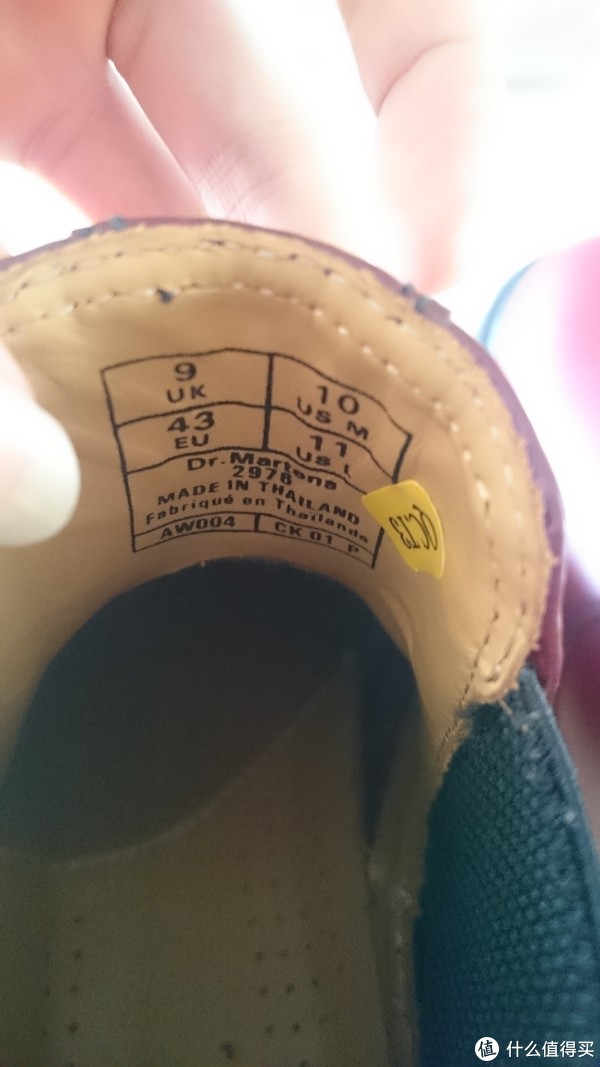 9
UK
10
US M
43
EU
11
US L
Dr. Martens
2976
MADE IN THAILAND
Fabriqué en Thaïlande
AW004 CK 01 P
QC13
值 什么值得买